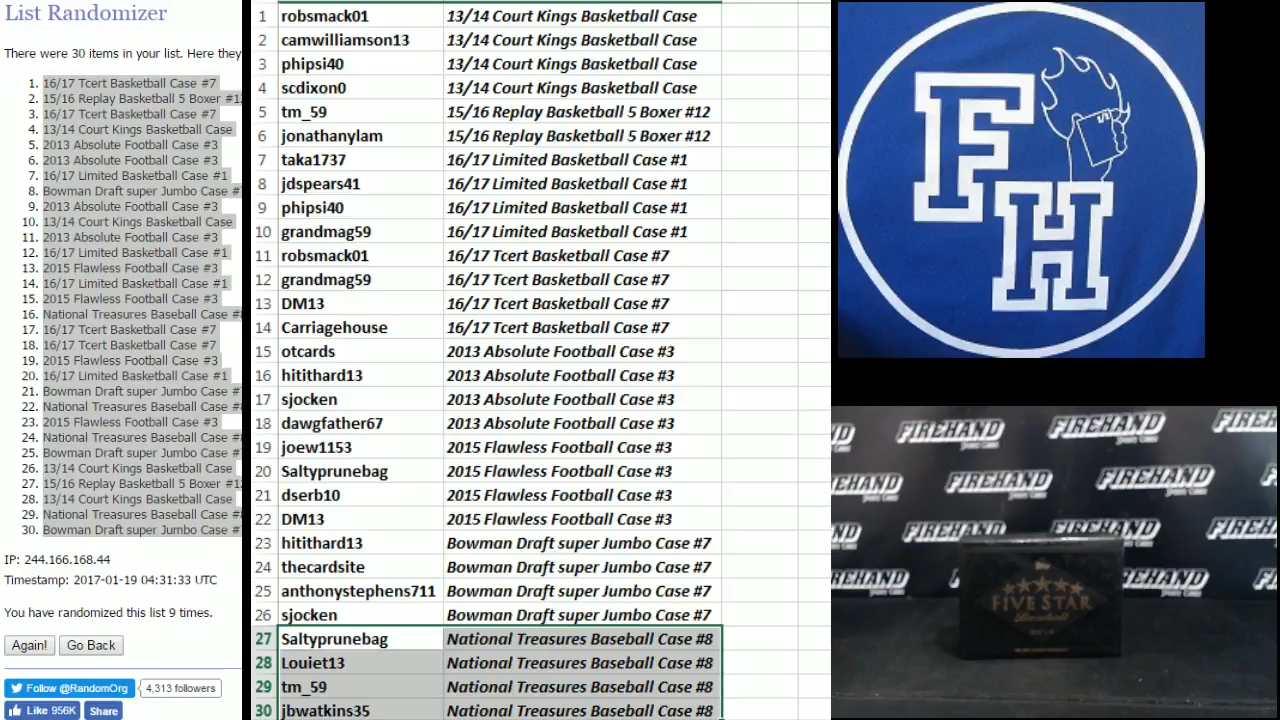 List Randomizer
There were 30 items in your list. Here they
1. 16/17 Tcert Basketball Case #7
2. 15/16 Replay Basketball 5 Boxer #12
3. 16/17 Tcert Basketball Case #7
4. 13/14 Court Kings Basketball Case
5. 2013 Absolute Football Case #3
6. 2013 Absolute Football Case #3
7. 16/17 Limited Basketball Case #1
8. Bowman Draft super Jumbo Case #
9. 2013 Absolute Football Case #3
10. 13/14 Court Kings Basketball Case
11. 2013 Absolute Football Case #3
12. 16/17 Limited Basketball Case #1
13. 2015 Flawless Football Case #3
14. 16/17 Limited Basketball Case #1
15. 2015 Flawless Football Case #3
16. National Treasures Baseball Case #8
17. 16/17 Tcert Basketball Case #7
18. 16/17 Tcert Basketball Case #7
19. 2015 Flawless Football Case #3
20. 16/17 Limited Basketball Case #1
21. Bowman Draft super Jumbo Case #
22. National Treasures Baseball Case #8
23. 2015 Flawless Football Case #3
24. National Treasures Baseball Case #8
25. Bowman Draft super Jumbo Case #
26. 13/14 Court Kings Basketball Case
27. 15/16 Replay Basketball 5 Boxer #12
28. 13/14 Court Kings Basketball Case
29. National Treasures Baseball Case #8
30. Bowman Draft super Jumbo Case #
IP: 244.166.168.44
Timestamp: 2017-01-19 04:31:33 UTC
You have randomized this list 9 times.
Again! Go Back
Follow @RandomOrg 4,313 followers
Like 956K Share
1 robsmack01 13/14 Court Kings Basketball Case
2 camwilliamson13 13/14 Court Kings Basketball Case
3 phipsi40 13/14 Court Kings Basketball Case
4 scdixon0 13/14 Court Kings Basketball Case
5 tm_59 15/16 Replay Basketball 5 Boxer #12
6 jonathanylam 15/16 Replay Basketball 5 Boxer #12
7 taka1737 16/17 Limited Basketball Case #1
8 jdspears41 16/17 Limited Basketball Case #1
9 phipsi40 16/17 Limited Basketball Case #1
10 grandmag59 16/17 Limited Basketball Case #1
11 robsmack01 16/17 Tcert Basketball Case #7
12 grandmag59 16/17 Tcert Basketball Case #7
13 DM13 16/17 Tcert Basketball Case #7
14 Carriagehouse 16/17 Tcert Basketball Case #7
15 otcards 2013 Absolute Football Case #3
16 hitithard13 2013 Absolute Football Case #3
17 sjocken 2013 Absolute Football Case #3
18 dawgfather67 2013 Absolute Football Case #3
19 joew1153 2015 Flawless Football Case #3
20 Saltyprunebag 2015 Flawless Football Case #3
21 dserb10 2015 Flawless Football Case #3
22 DM13 2015 Flawless Football Case #3
23 hitithard13 Bowman Draft super Jumbo Case #7
24 thecardsite Bowman Draft super Jumbo Case #7
25 anthonystephens711 Bowman Draft super Jumbo Case #7
26 sjocken Bowman Draft super Jumbo Case #7
27 Saltyprunebag National Treasures Baseball Case #8
28 Louiet13 National Treasures Baseball Case #8
29 tm_59 National Treasures Baseball Case #8
30 jbwatkins35 National Treasures Baseball Case #8
F
H
1/1
FIREHAND FIREHAND FIREHAND
FIREHAND FIREHAND
FIREHAND FIREHAND
topps
FIVE STAR
Baseball